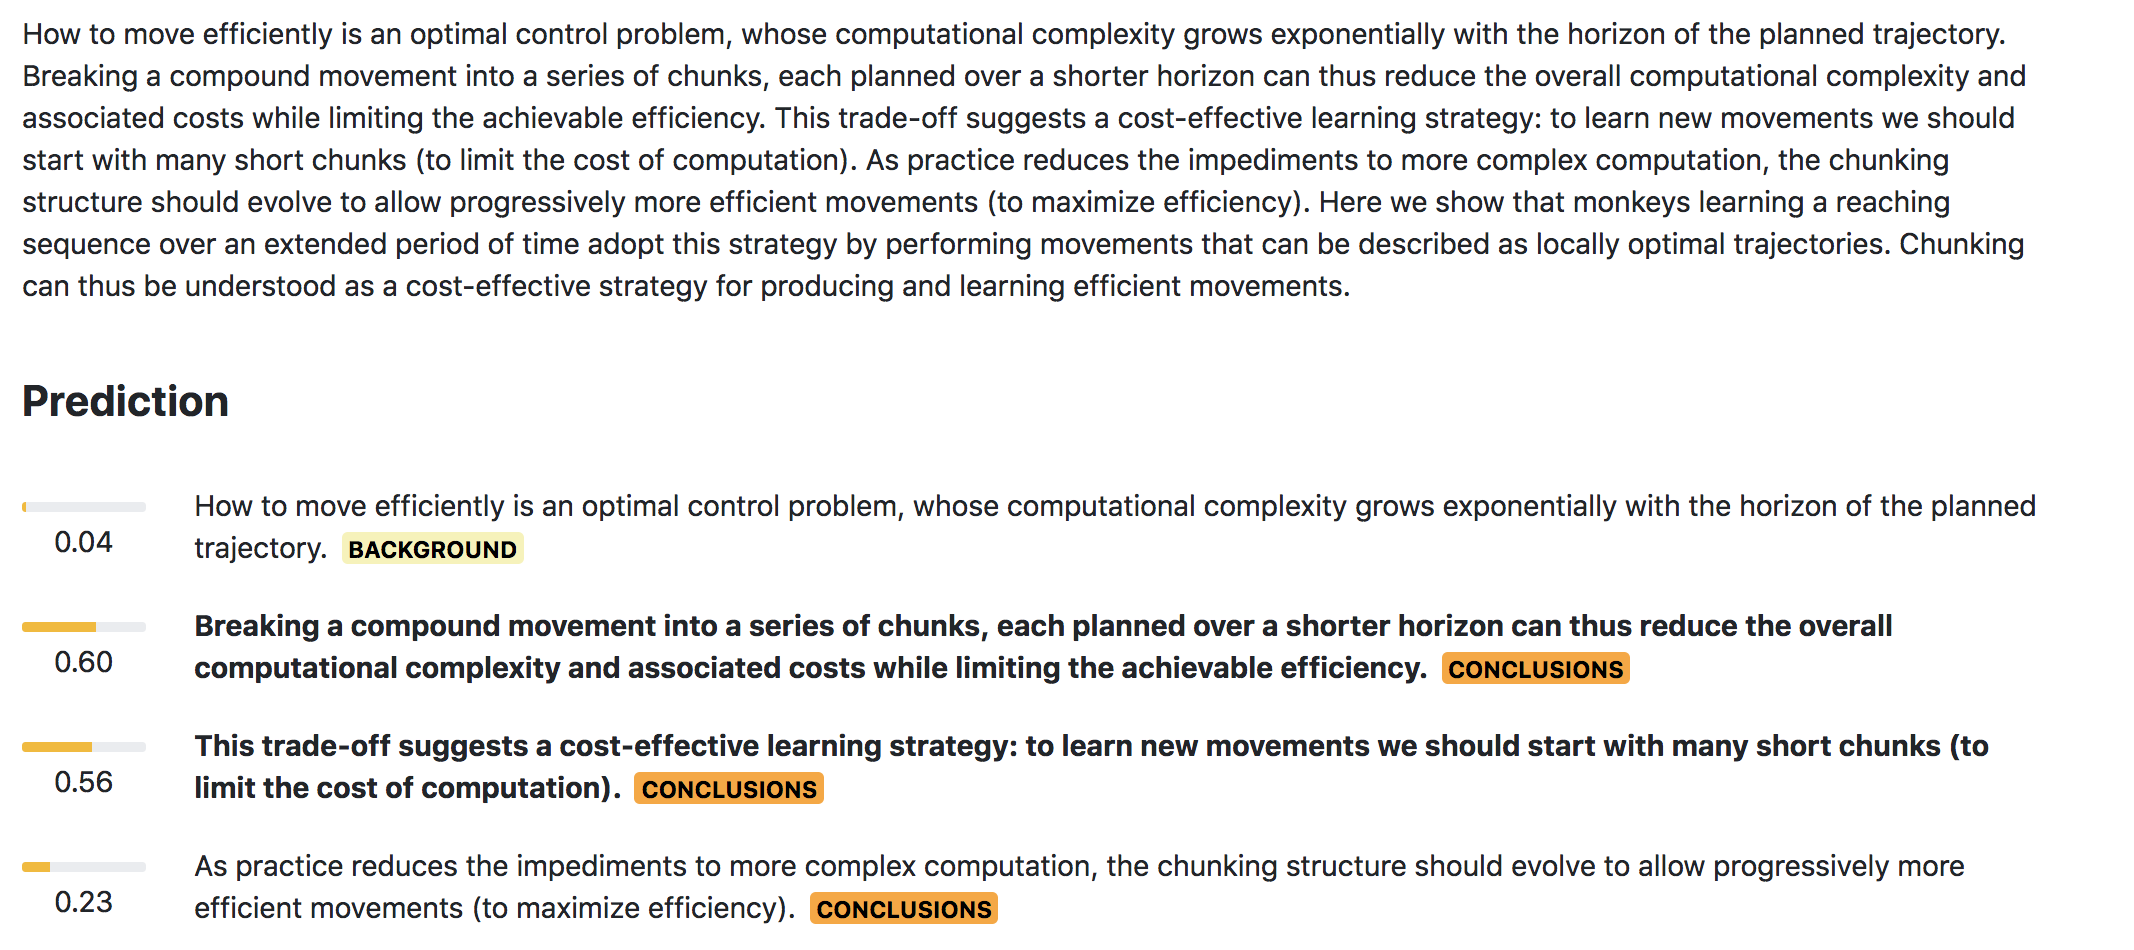 How to move efficiently is an optimal control problem, whose computational complexity grows exponentially with the horizon of the planned trajectory.
Breaking a compound movement into a series of chunks, each planned over a shorter horizon can thus reduce the overall computational complexity and
associated costs while limiting the achievable efficiency. This trade-off suggests a cost-effective learning strategy: to learn new movements we should
start with many short chunks (to limit the cost of computation). As practice reduces the impediments to more complex computation, the chunking
structure should evolve to allow progressively more efficient movements (to maximize efficiency). Here we show that monkeys learning a reaching
sequence over an extended period of time adopt this strategy by performing movements that can be described as locally optimal trajectories. Chunking
can thus be understood as a cost-effective strategy for producing and learning efficient movements.
Prediction
0.04
How to move efficiently is an optimal control problem, whose computational complexity grows exponentially with the horizon of the planned
trajectory. BACKGROUND
0.60
Breaking a compound movement into a series of chunks, each planned over a shorter horizon can thus reduce the overall
computational complexity and associated costs while limiting the achievable efficiency. CONCLUSIONS
0.56
This trade-off suggests a cost-effective learning strategy: to learn new movements we should start with many short chunks (to
limit the cost of computation). CONCLUSIONS
0.23
As practice reduces the impediments to more complex computation, the chunking structure should evolve to allow progressively more
efficient movements (to maximize efficiency). CONCLUSIONS